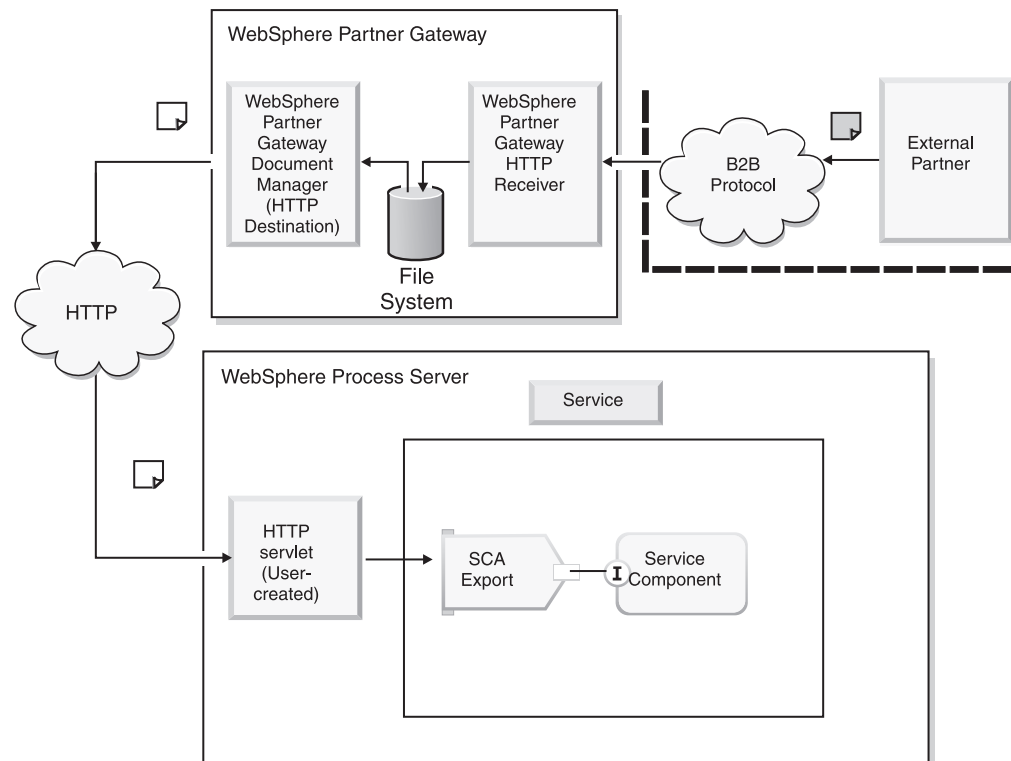 WebSphere Partner Gateway
WebSphere
Partner
Gateway
Document
Manager
(HTTP
Destination)
WebSphere
Partner
Gateway
HTTP
Receiver
File
System
B2B
Protocol
External
Partner
HTTP
WebSphere Process Server
Service
HTTP
servlet
(User-
created)
SCA
Export
I
Service
Component